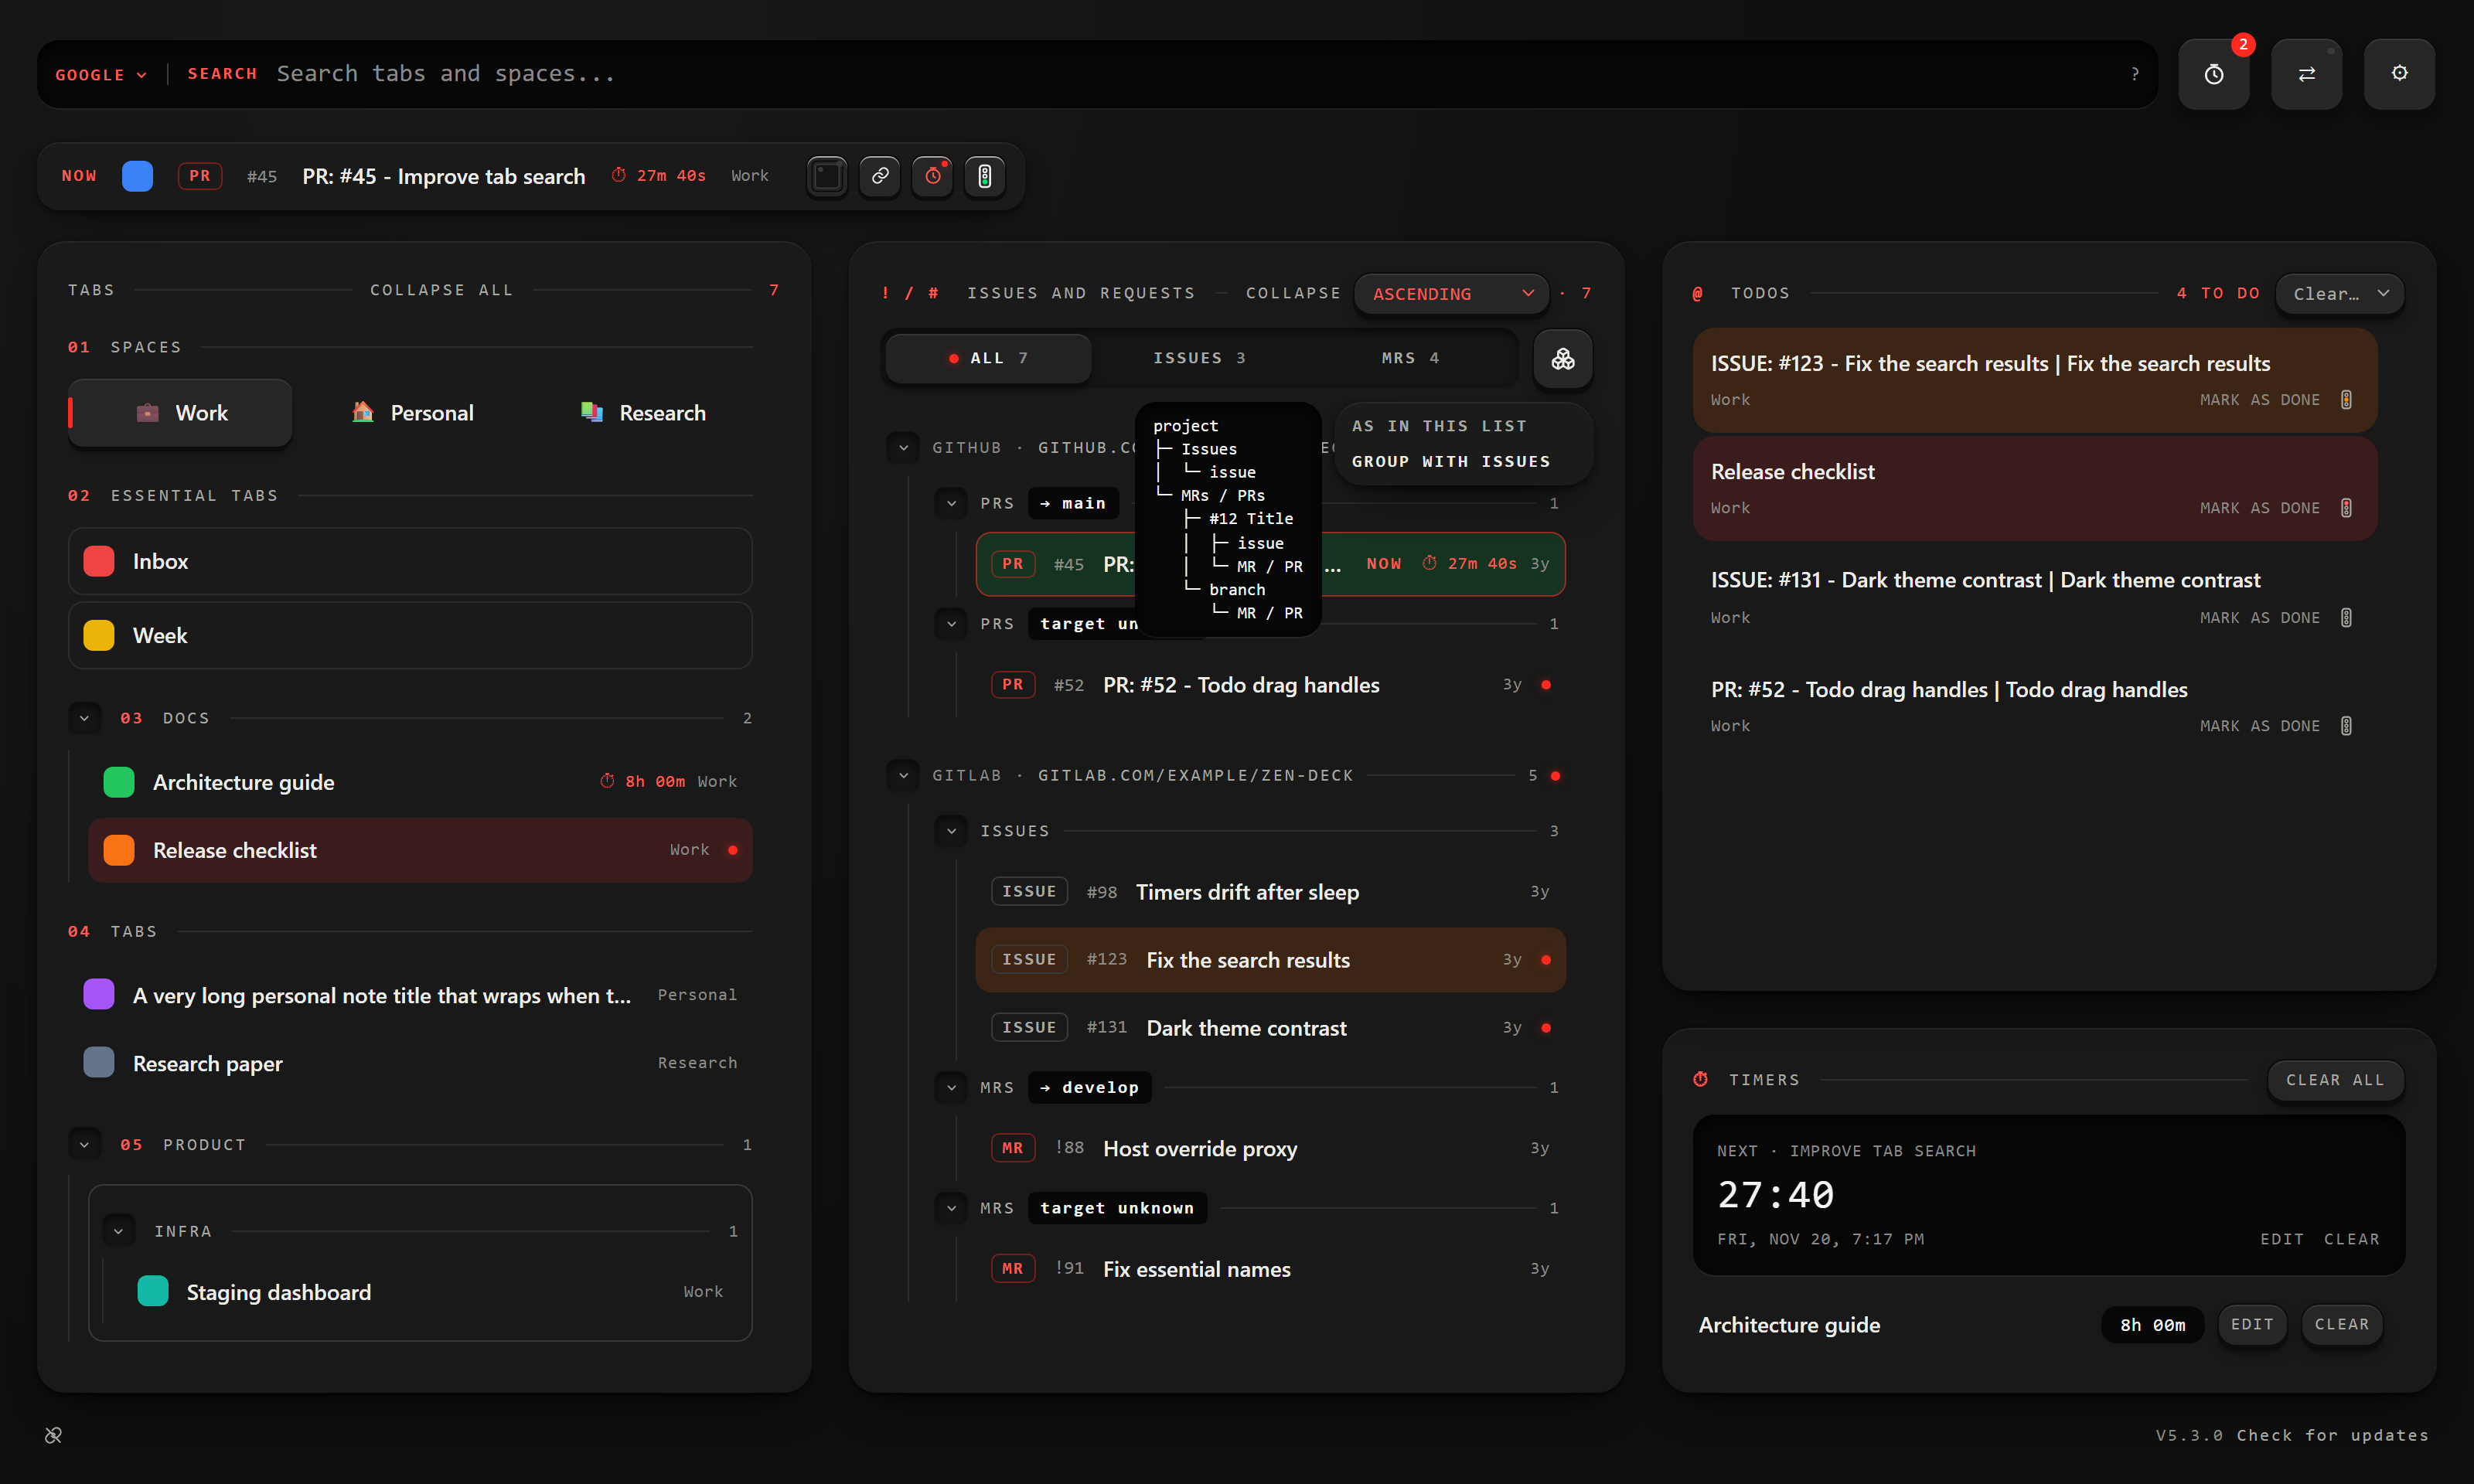 GOOGLE SEARCH Search tabs and spaces... ?
2
NOW PR #45 PR: #45 - Improve tab search 27m 40s Work
TABS COLLAPSE ALL 7
01 SPACES
Work Personal Research
02 ESSENTIAL TABS
Inbox
Week
03 DOCS 2
Architecture guide 8h 00m Work
Release checklist Work
04 TABS
A very long personal note title that wraps when t... Personal
Research paper Research
05 PRODUCT 1
INFRA 1
Staging dashboard Work
! / # ISSUES AND REQUESTS COLLAPSE ASCENDING · 7
ALL 7 ISSUES 3 MRS 4
GITHUB ·
AS IN THIS LIST
GROUP WITH ISSUES
project
├─ Issues
│ └─ issue
└─ MRs / PRs
├─ #12 Title
│ ├─ issue
│ └─ MR / PR
└─ branch
└─ MR / PR
PRS → main 1
PR #45 PR: ... NOW 27m 40s 3y
PRS target 1
PR #52 PR: #52 - Todo drag handles 3y
GITLAB · GITLAB.COM/EXAMPLE/ZEN-DECK 5
ISSUES 3
ISSUE #98 Timers drift after sleep 3y
ISSUE #123 Fix the search results 3y
ISSUE #131 Dark theme contrast 3y
MRS → develop 1
MR !88 Host override proxy 3y
MRS target unknown 1
MR !91 Fix essential names 3y
@ TODOS 4 TO DO Clear…
ISSUE: #123 - Fix the search results | Fix the search results
Work MARK AS DONE
Release checklist
Work MARK AS DONE
ISSUE: #131 - Dark theme contrast | Dark theme contrast
Work MARK AS DONE
PR: #52 - Todo drag handles | Todo drag handles
Work MARK AS DONE
TIMERS CLEAR ALL
NEXT · IMPROVE TAB SEARCH
27:40
FRI, NOV 20, 7:17 PM EDIT CLEAR
Architecture guide 8h 00m EDIT CLEAR
V5.3.0 Check for updates